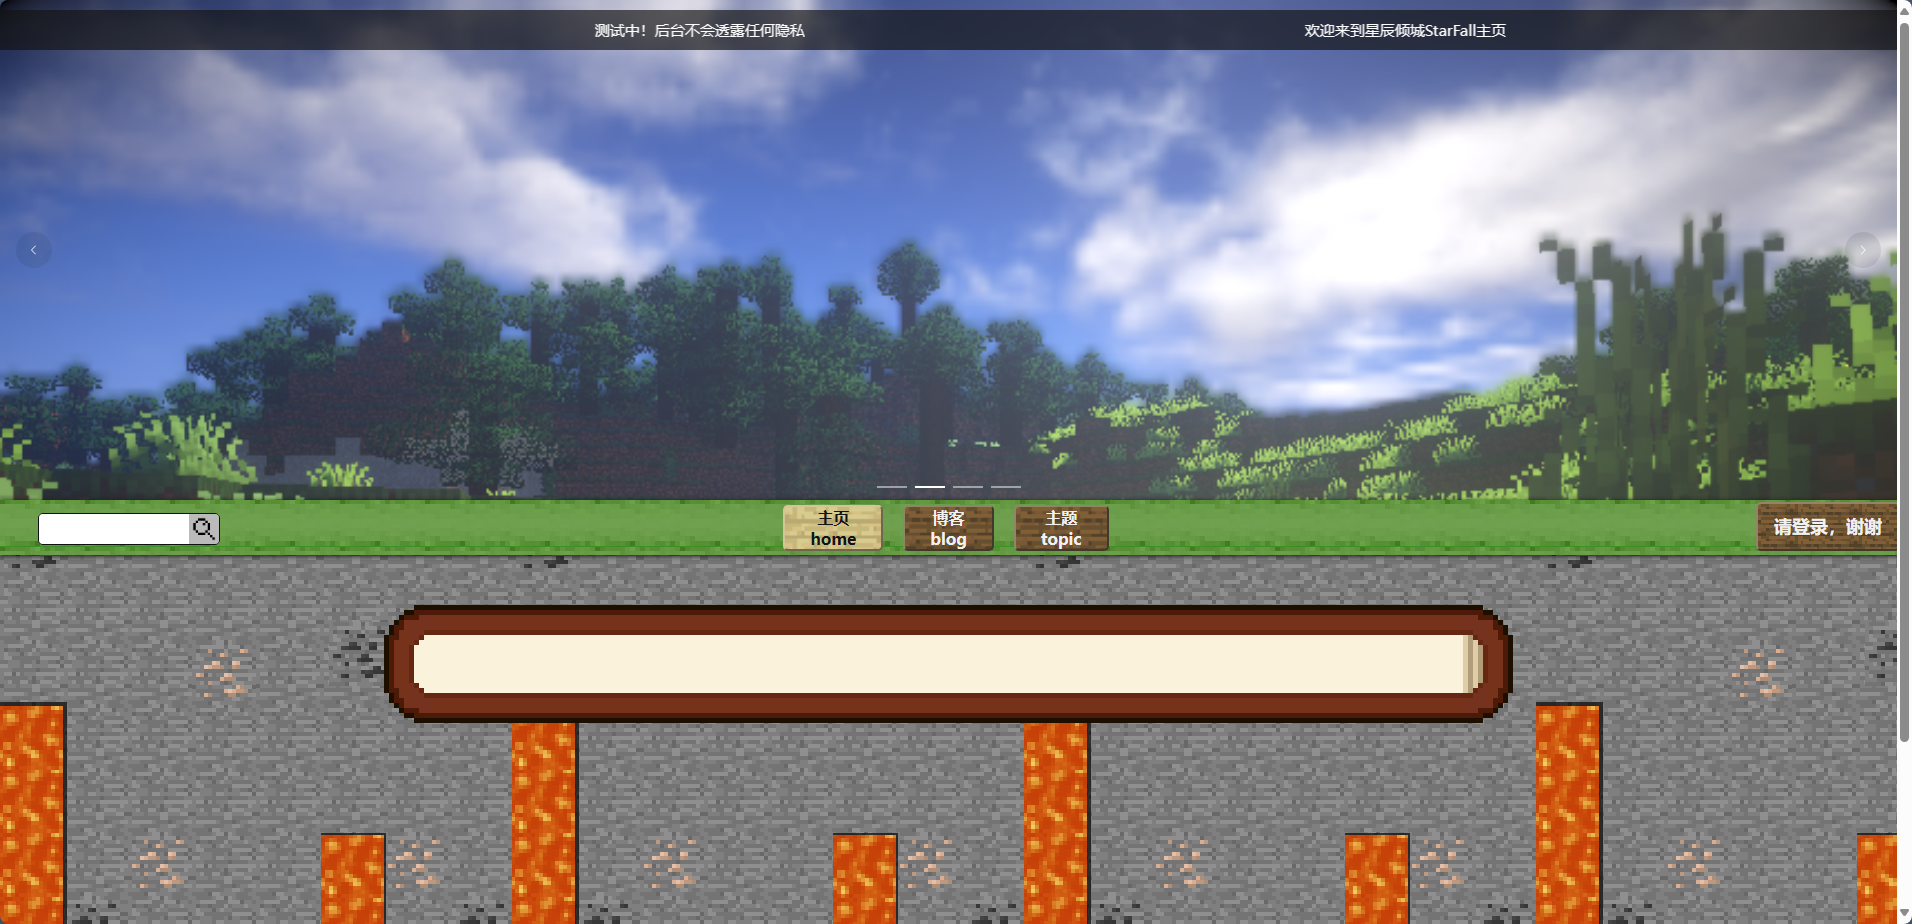 测试中！后台不会透露任何隐私
欢迎来到星辰倾城StarFall主页
主页
home
博客
blog
主题
topic
请登录，谢谢